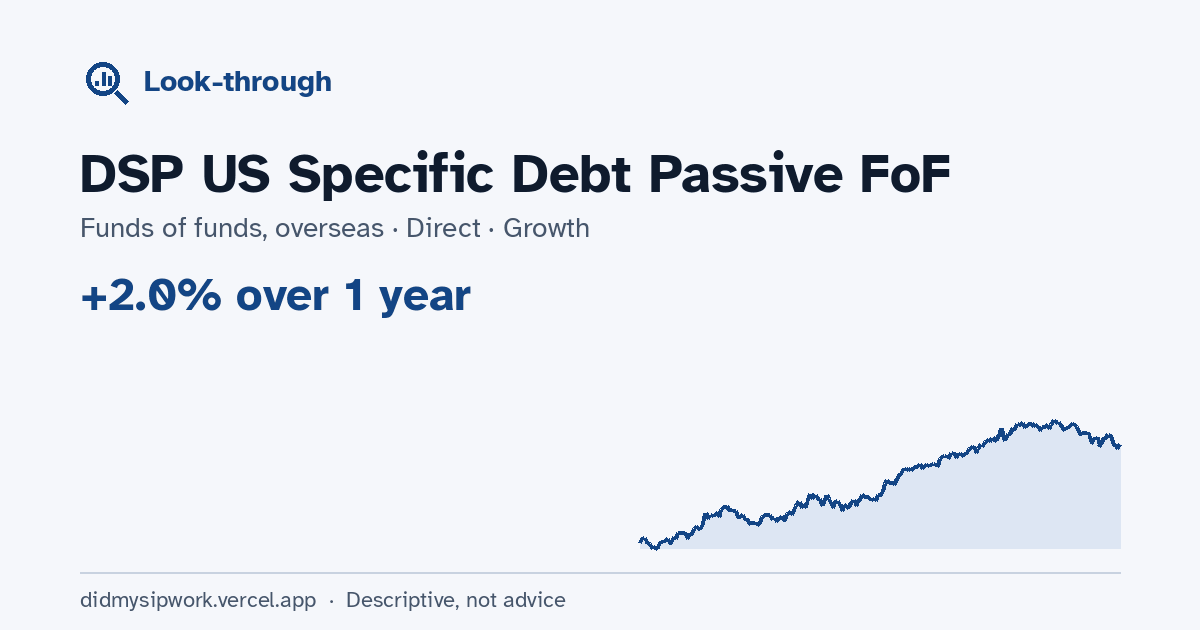 Look-through
DSP US Specific Debt Passive FoF
Funds of funds, overseas · Direct · Growth
+2.0% over 1 year
didmysipwork.vercel.app · Descriptive, not advice